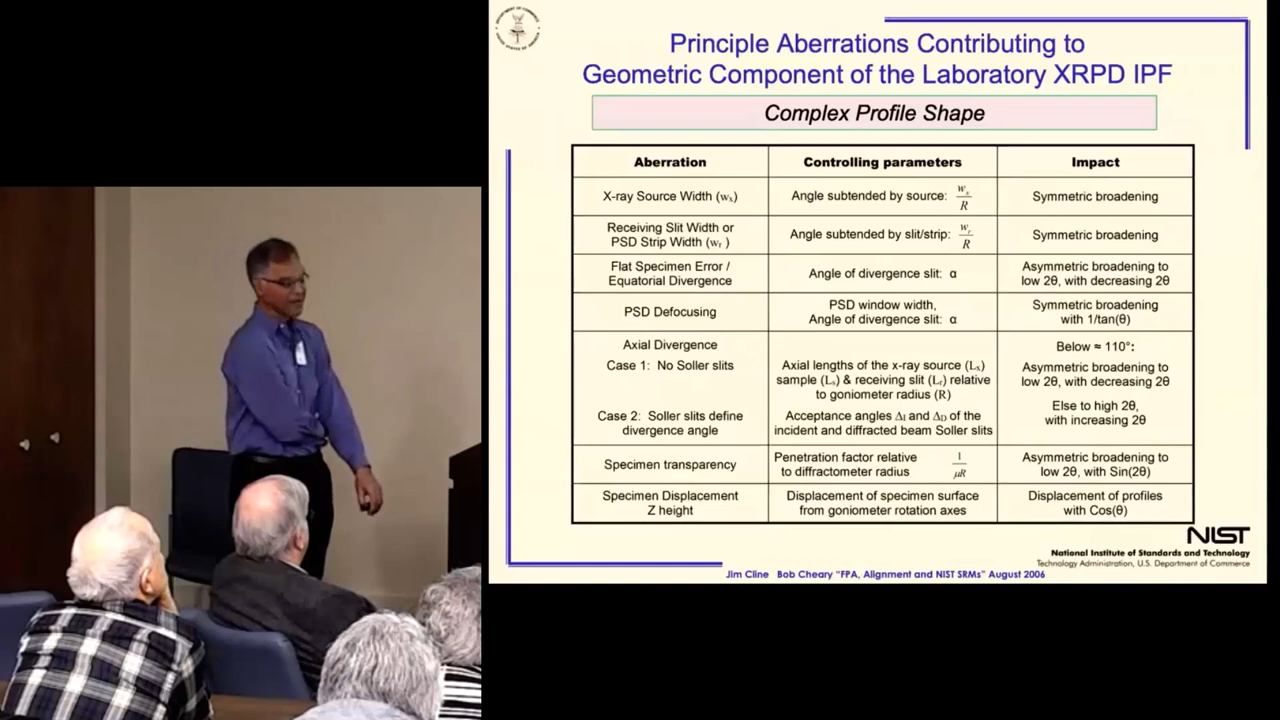 DEPARTMENT OF COMMERCE
UNITED STATES OF AMERICA
Principle Aberrations Contributing to
Geometric Component of the Laboratory XRPD IPF
Complex Profile Shape
Aberration Controlling parameters Impact
X-ray Source Width (wₛ) Angle subtended by source: wₛ/R Symmetric broadening
Receiving Slit Width or
PSD Strip Width (wᵣ) Angle subtended by slit/strip: wᵣ/R Symmetric broadening
Flat Specimen Error /
Equatorial Divergence Angle of divergence slit: α Asymmetric broadening to
low 2θ, with decreasing 2θ
PSD Defocusing PSD window width,
Angle of divergence slit: α Symmetric broadening
with 1/tan(θ)
Axial Divergence
Case 1: No Soller slits
Case 2: Soller slits define
divergence angle
Axial lengths of the x-ray source (Lₓ)
sample (Lₛ) & receiving slit (Lᵣ) relative
to goniometer radius (R)
Acceptance angles ΔI and ΔD of the
incident and diffracted beam Soller slits
Below ≈ 110°:
Asymmetric broadening to
low 2θ, with decreasing 2θ
Else to high 2θ,
with increasing 2θ
Specimen transparency Penetration factor relative
to diffractometer radius 1/μR Asymmetric broadening to
low 2θ, with Sin(2θ)
Specimen Displacement
Z height Displacement of specimen surface
from goniometer rotation axes Displacement of profiles
with Cos(θ)
NIST
National Institute of Standards and Technology
Technology Administration, U.S. Department of Commerce
Jim Cline Bob Cheary "FPA, Alignment and NIST SRMs" August 2006